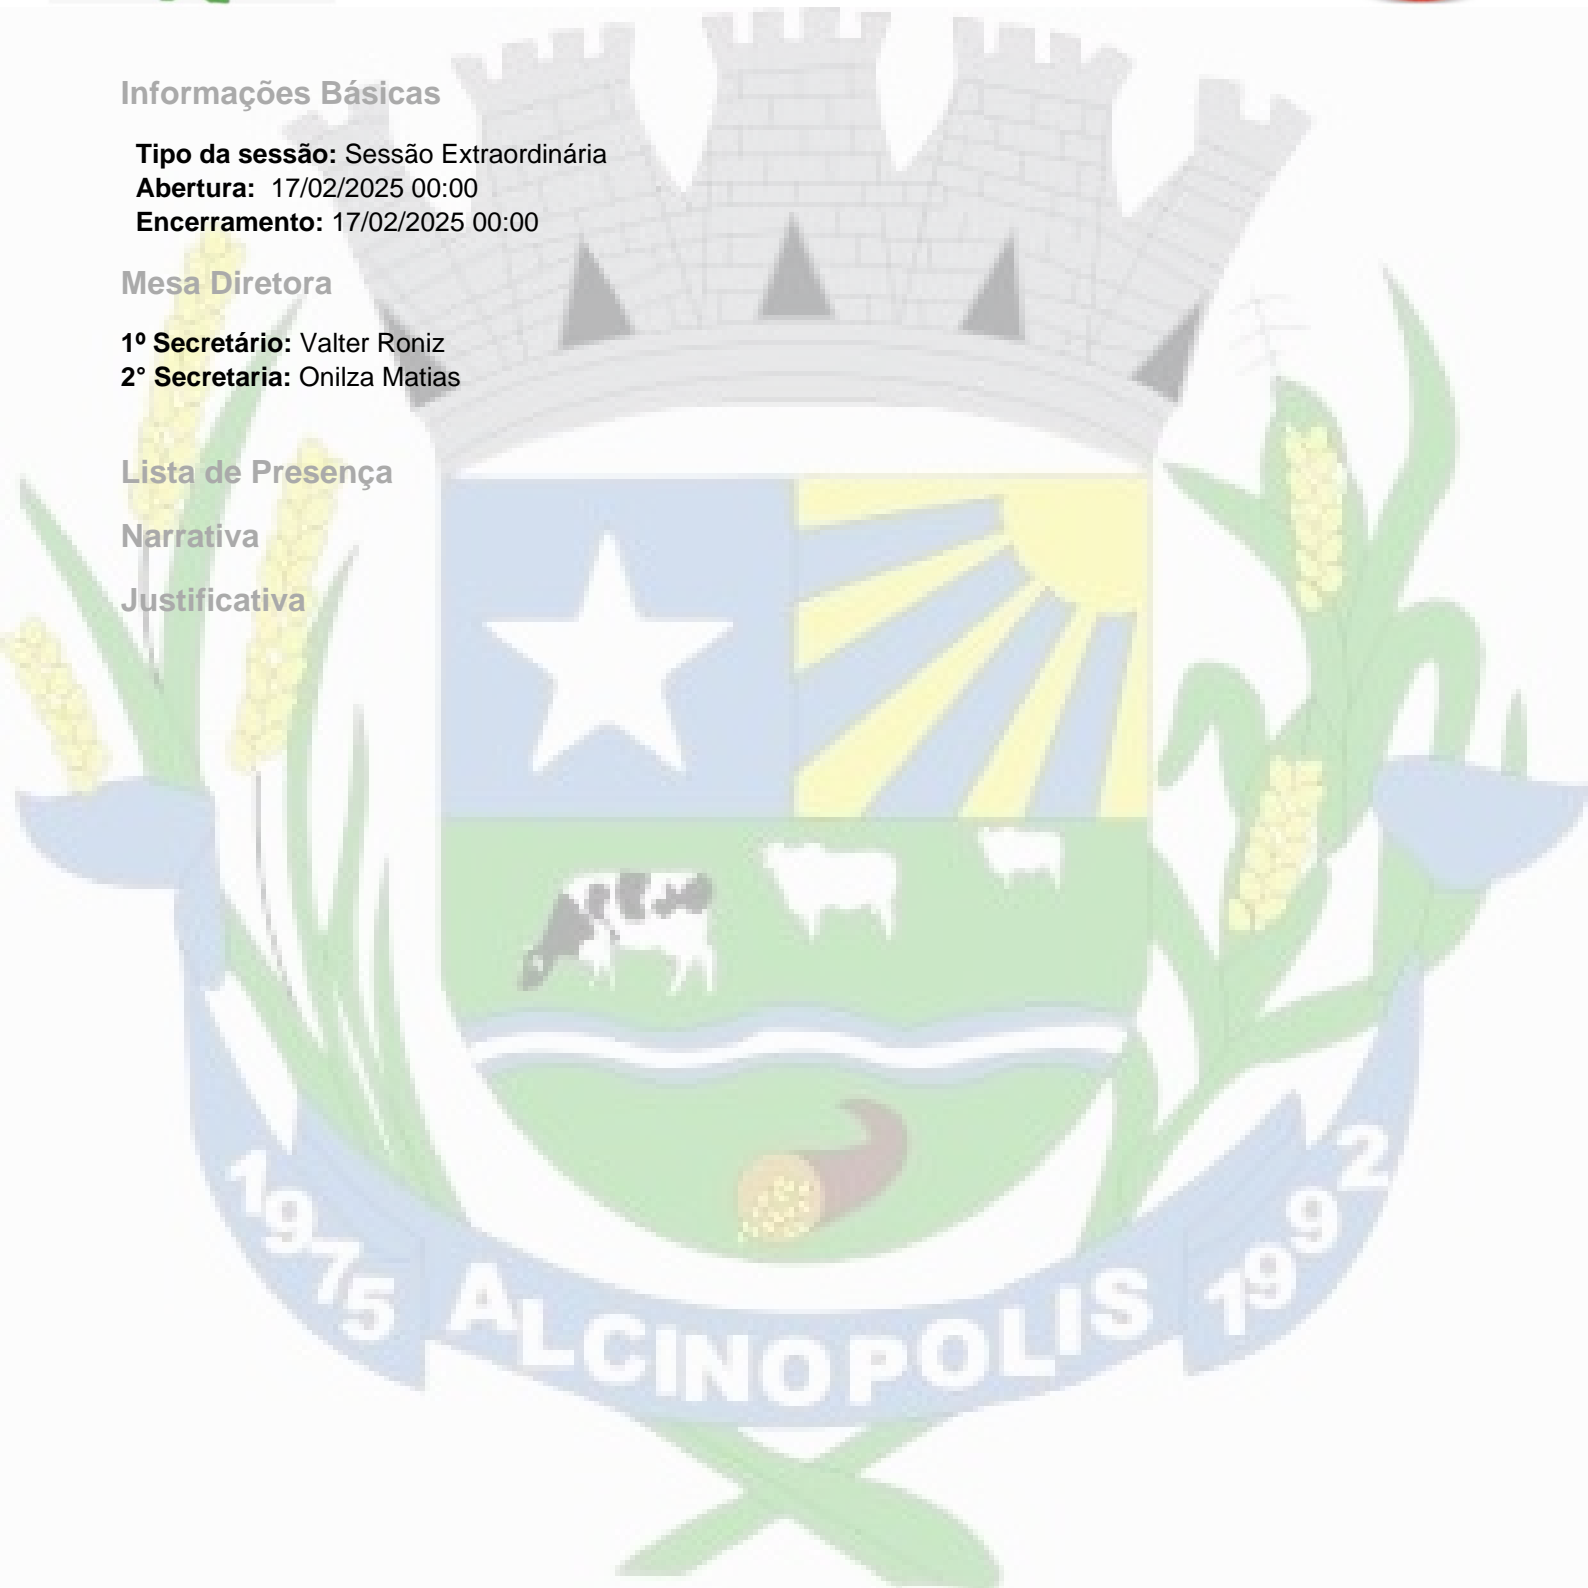 Informações Básicas
Tipo da sessão: Sessão Extraordinária
Abertura: 17/02/2025 00:00
Encerramento: 17/02/2025 00:00
Mesa Diretora
1º Secretário: Valter Roniz
2° Secretaria: Onilza Matias
Lista de Presença
Narrativa
Justificativa
1975 ALCINOPOLIS 1992